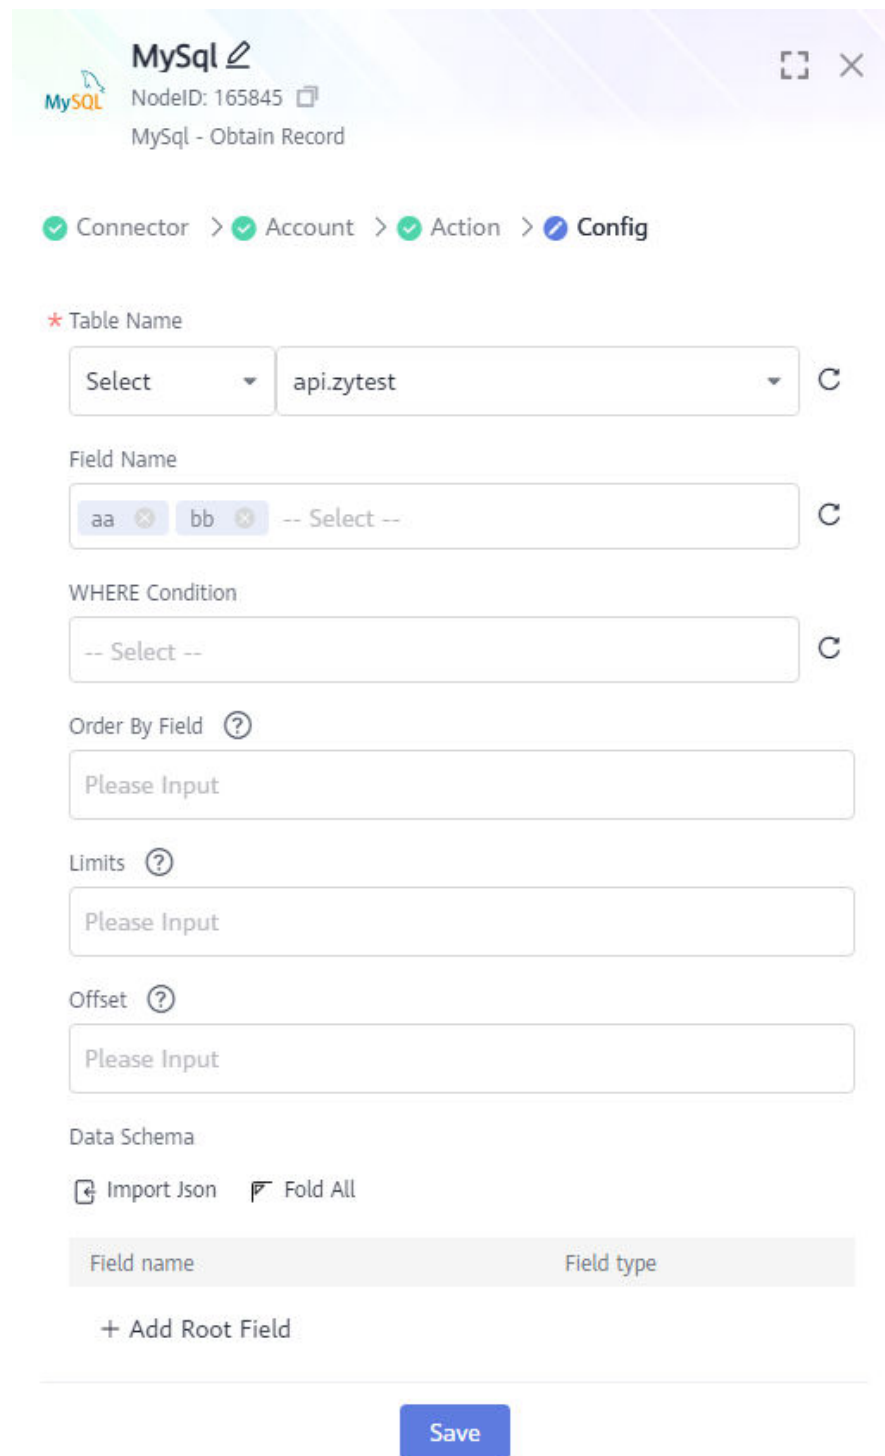 MySql
MySQL
NodeID: 165845
MySql - Obtain Record
Connector > Account > Action > Config
* Table Name
Select api.zytest
Field Name
aa bb -- Select --
WHERE Condition
-- Select --
Order By Field ?
Please Input
Limits ?
Please Input
Offset ?
Please Input
Data Schema
Import Json Fold All
Field name Field type
+ Add Root Field
Save